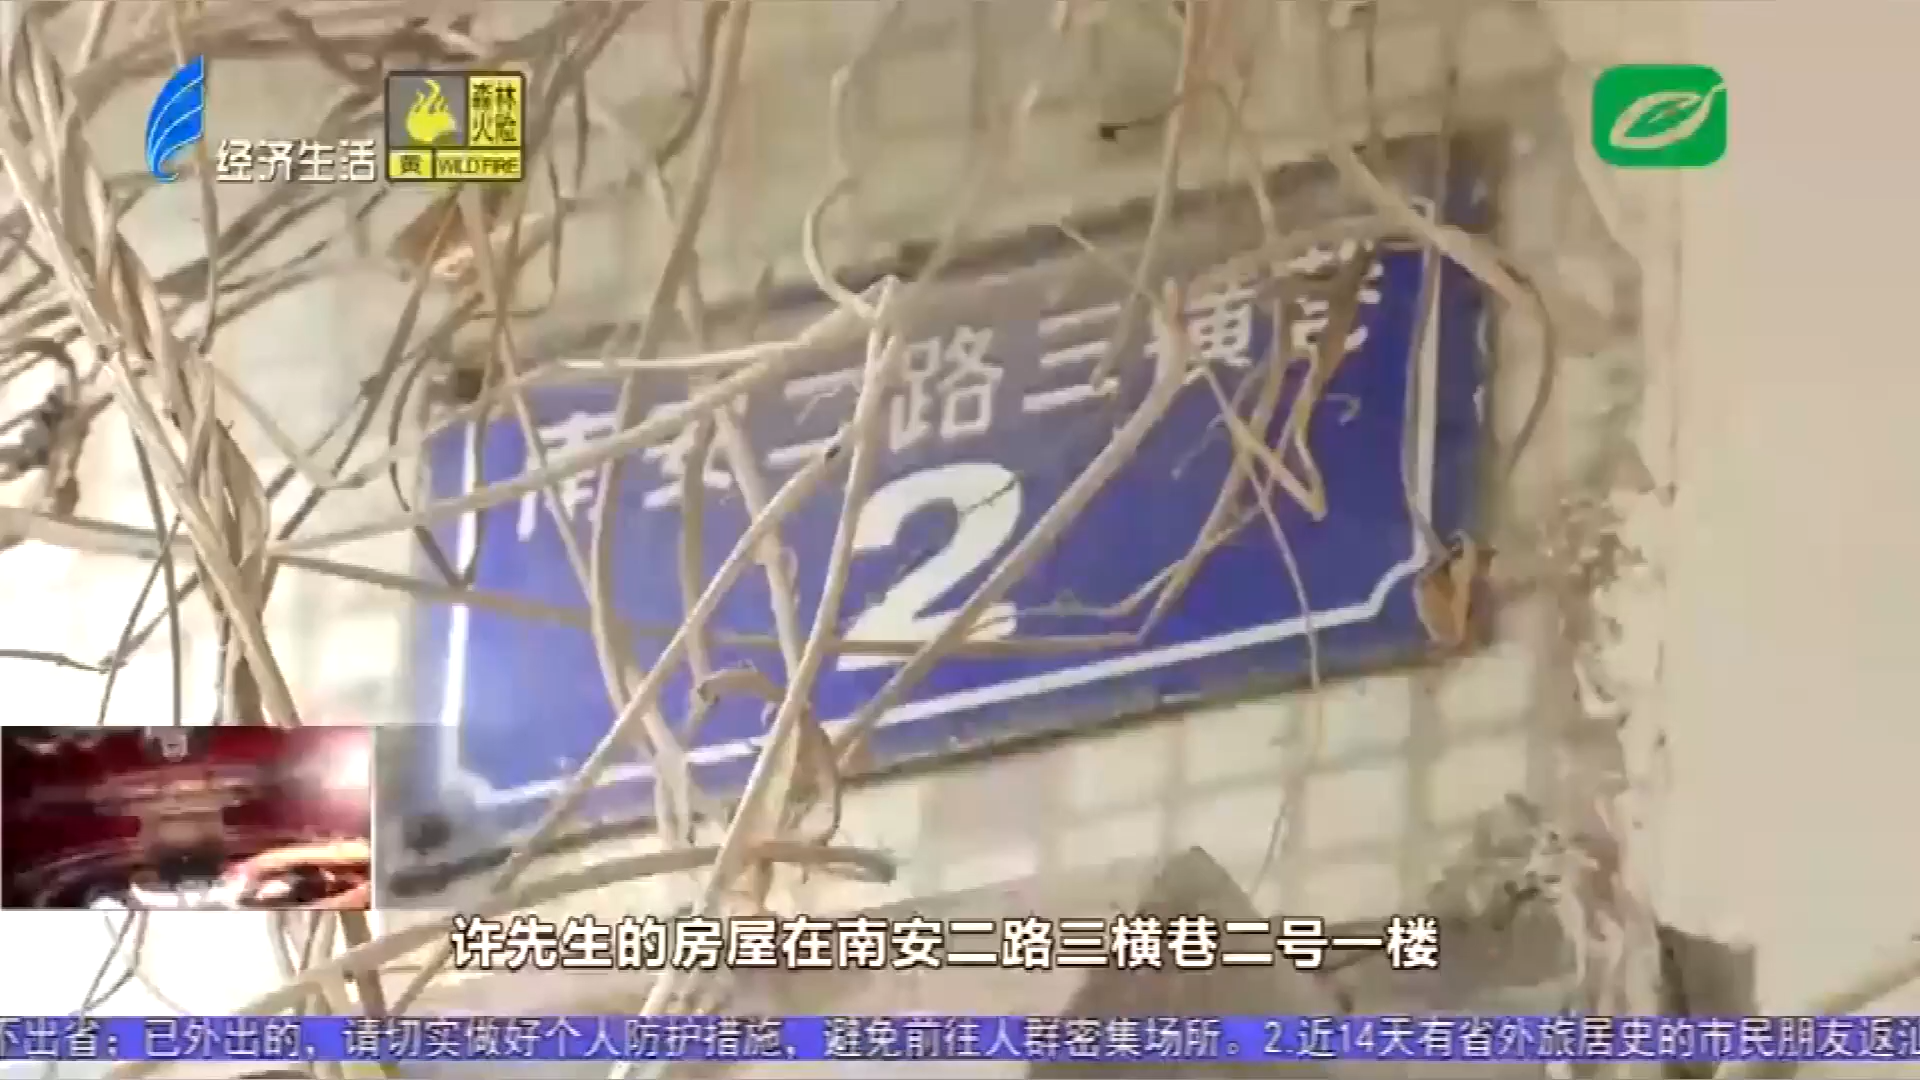 经济生活
森林
火险
黄 WILD FIRE
南安二路三横巷
2
许先生的房屋在南安二路三横巷二号一楼
不出省；已外出的，请切实做好个人防护措施，避免前往人群密集场所。2.近14天有省外旅居史的市民朋友返汕